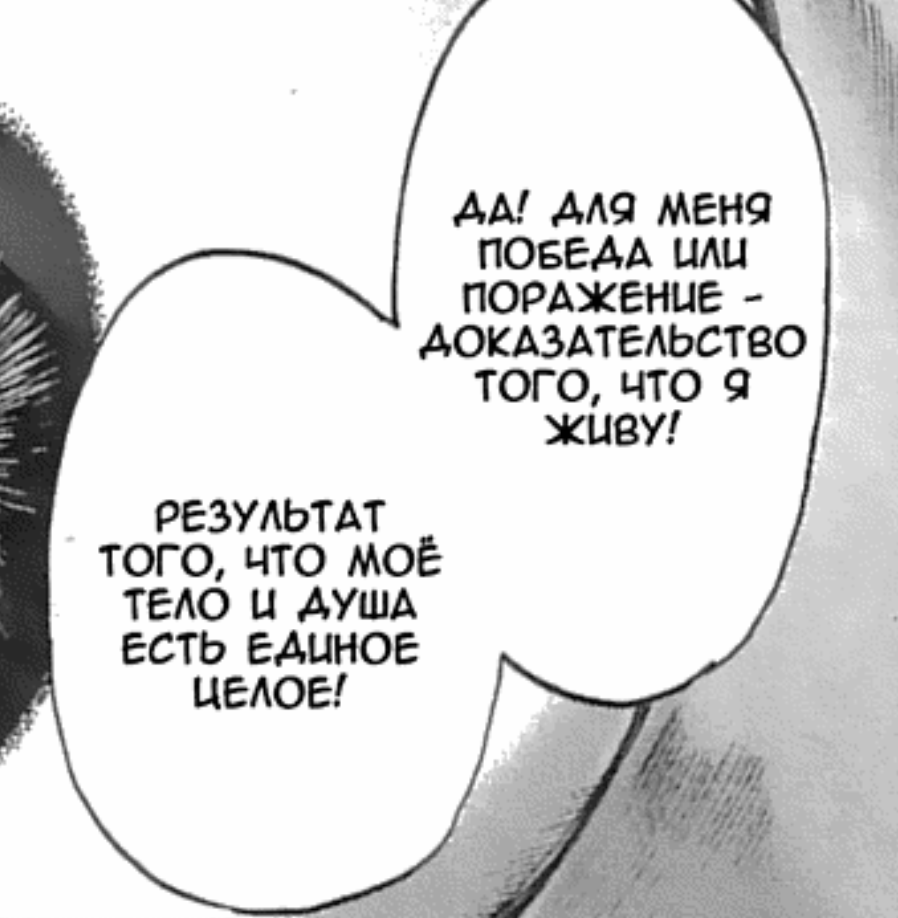 ДА! ДЛЯ МЕНЯ
ПОБЕДА ИЛИ
ПОРАЖЕНИЕ -
ДОКАЗАТЕЛЬСТВО
ТОГО, ЧТО Я
ЖИВУ!
РЕЗУЛЬТАТ
ТОГО, ЧТО МОЁ
ТЕЛО И ДУША
ЕСТЬ ЕДИНОЕ
ЦЕЛОЕ!